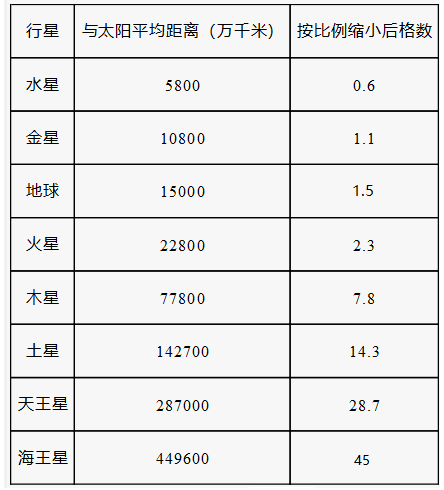 行星 与太阳平均距离（万千米） 按比例缩小后格数
水星 5800 0.6
金星 10800 1.1
地球 15000 1.5
火星 22800 2.3
木星 77800 7.8
土星 142700 14.3
天王星 287000 28.7
海王星 449600 45